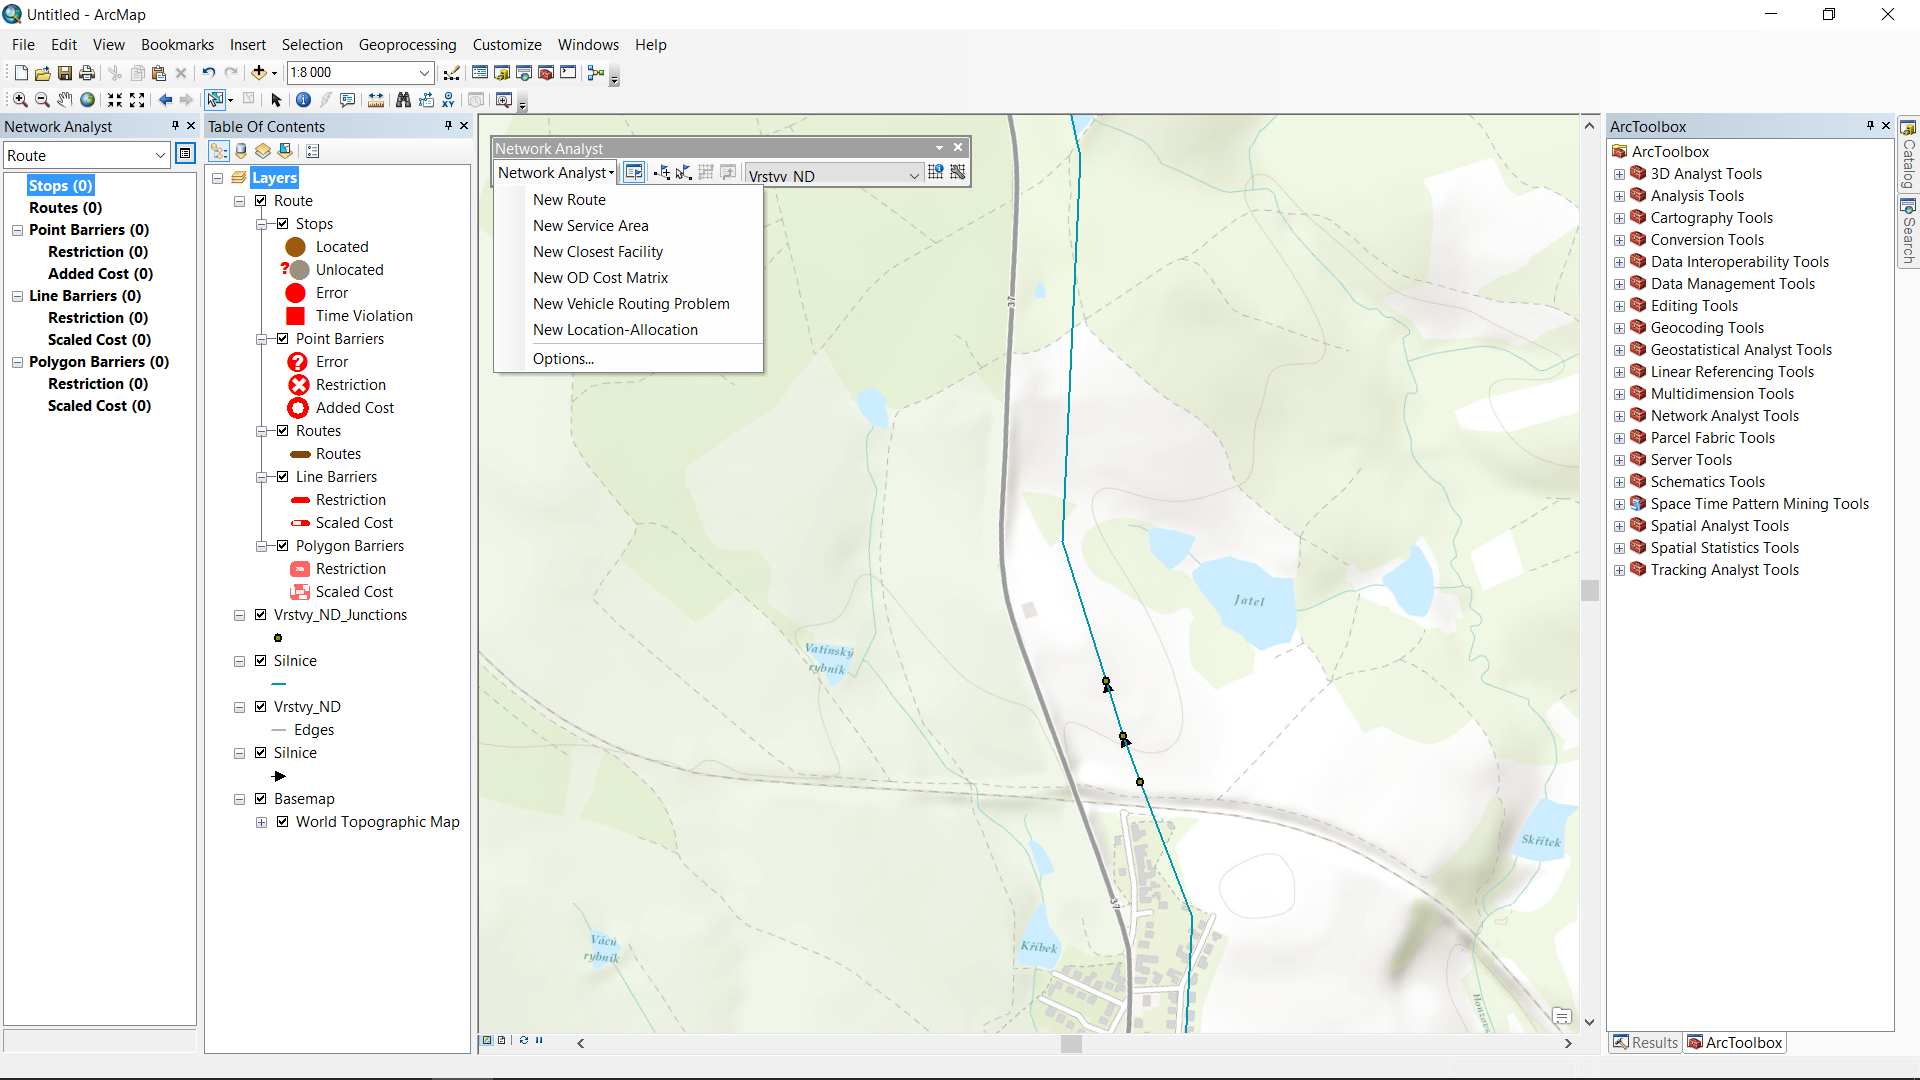 Untitled - ArcMap
File Edit View Bookmarks Insert Selection Geoprocessing Customize Windows Help
1:8 000
Network Analyst
Route
Stops (0)
Routes (0)
Point Barriers (0)
Restriction (0)
Added Cost (0)
Line Barriers (0)
Restriction (0)
Scaled Cost (0)
Polygon Barriers (0)
Restriction (0)
Scaled Cost (0)
Table Of Contents
Layers
Route
Stops
Located
Unlocated
Error
Time Violation
Point Barriers
Error
Restriction
Added Cost
Routes
Routes
Line Barriers
Restriction
Scaled Cost
Polygon Barriers
Restriction
Scaled Cost
Vrstvy_ND_Junctions
Silnice
Vrstvy_ND
Edges
Silnice
Basemap
World Topographic Map
Network Analyst
Network Analyst
Vrstvy_ND
New Route
New Service Area
New Closest Facility
New OD Cost Matrix
New Vehicle Routing Problem
New Location-Allocation
Options...
37
Jatel
Vatínský
rybník
Skřítek
37
Křibek
Váců
rybník
ArcToolbox
ArcToolbox
3D Analyst Tools
Analysis Tools
Cartography Tools
Conversion Tools
Data Interoperability Tools
Data Management Tools
Editing Tools
Geocoding Tools
Geostatistical Analyst Tools
Linear Referencing Tools
Multidimension Tools
Network Analyst Tools
Parcel Fabric Tools
Server Tools
Schematics Tools
Space Time Pattern Mining Tools
Spatial Analyst Tools
Spatial Statistics Tools
Tracking Analyst Tools
Results
ArcToolbox
Catalog
Search